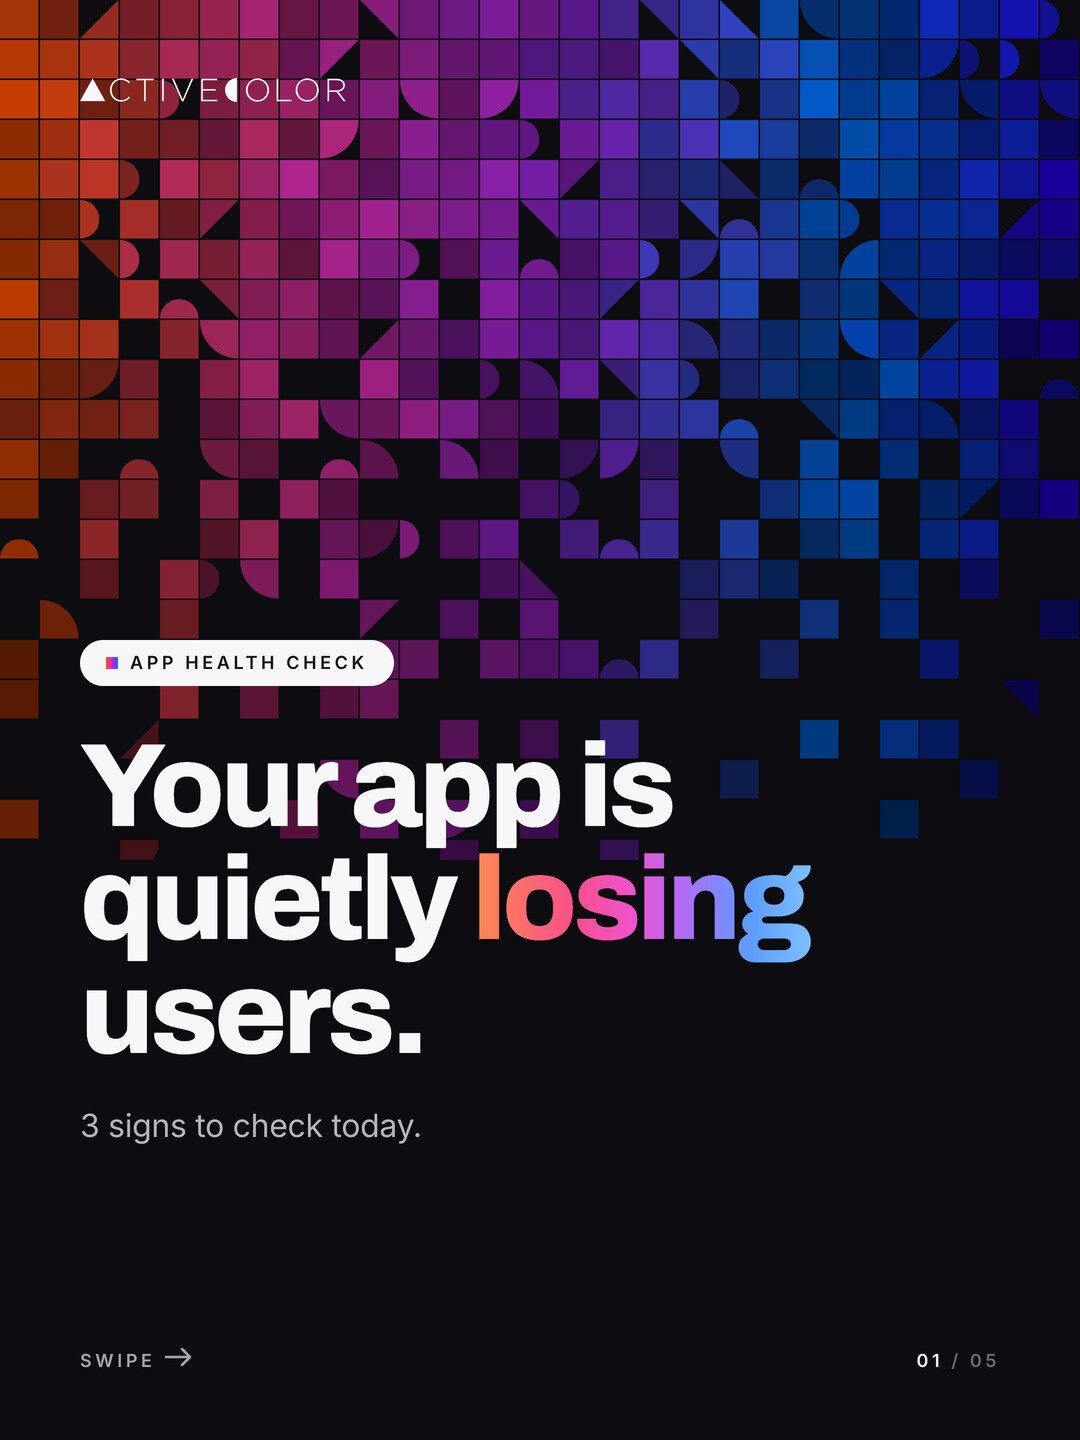 ACTIVECOLOR
APP HEALTH CHECK
Your app is
quietly losing
users.
3 signs to check today.
SWIPE →
01 / 05